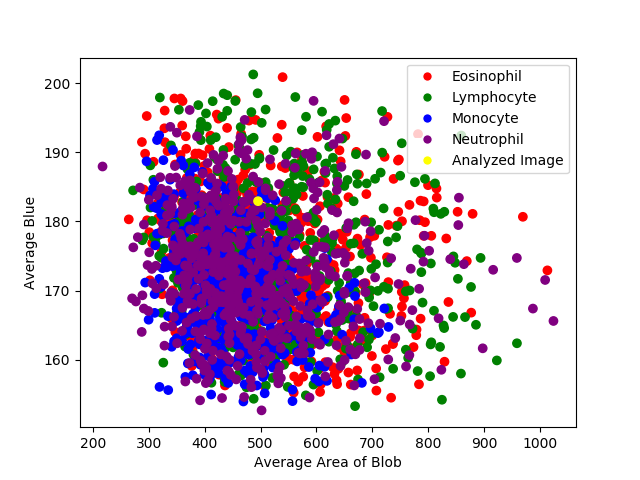 Eosinophil
Lymphocyte
Monocyte
Neutrophil
Analyzed Image
200
190
180
170
160
Average Blue
200 300 400 500 600 700 800 900 1000
Average Area of Blob